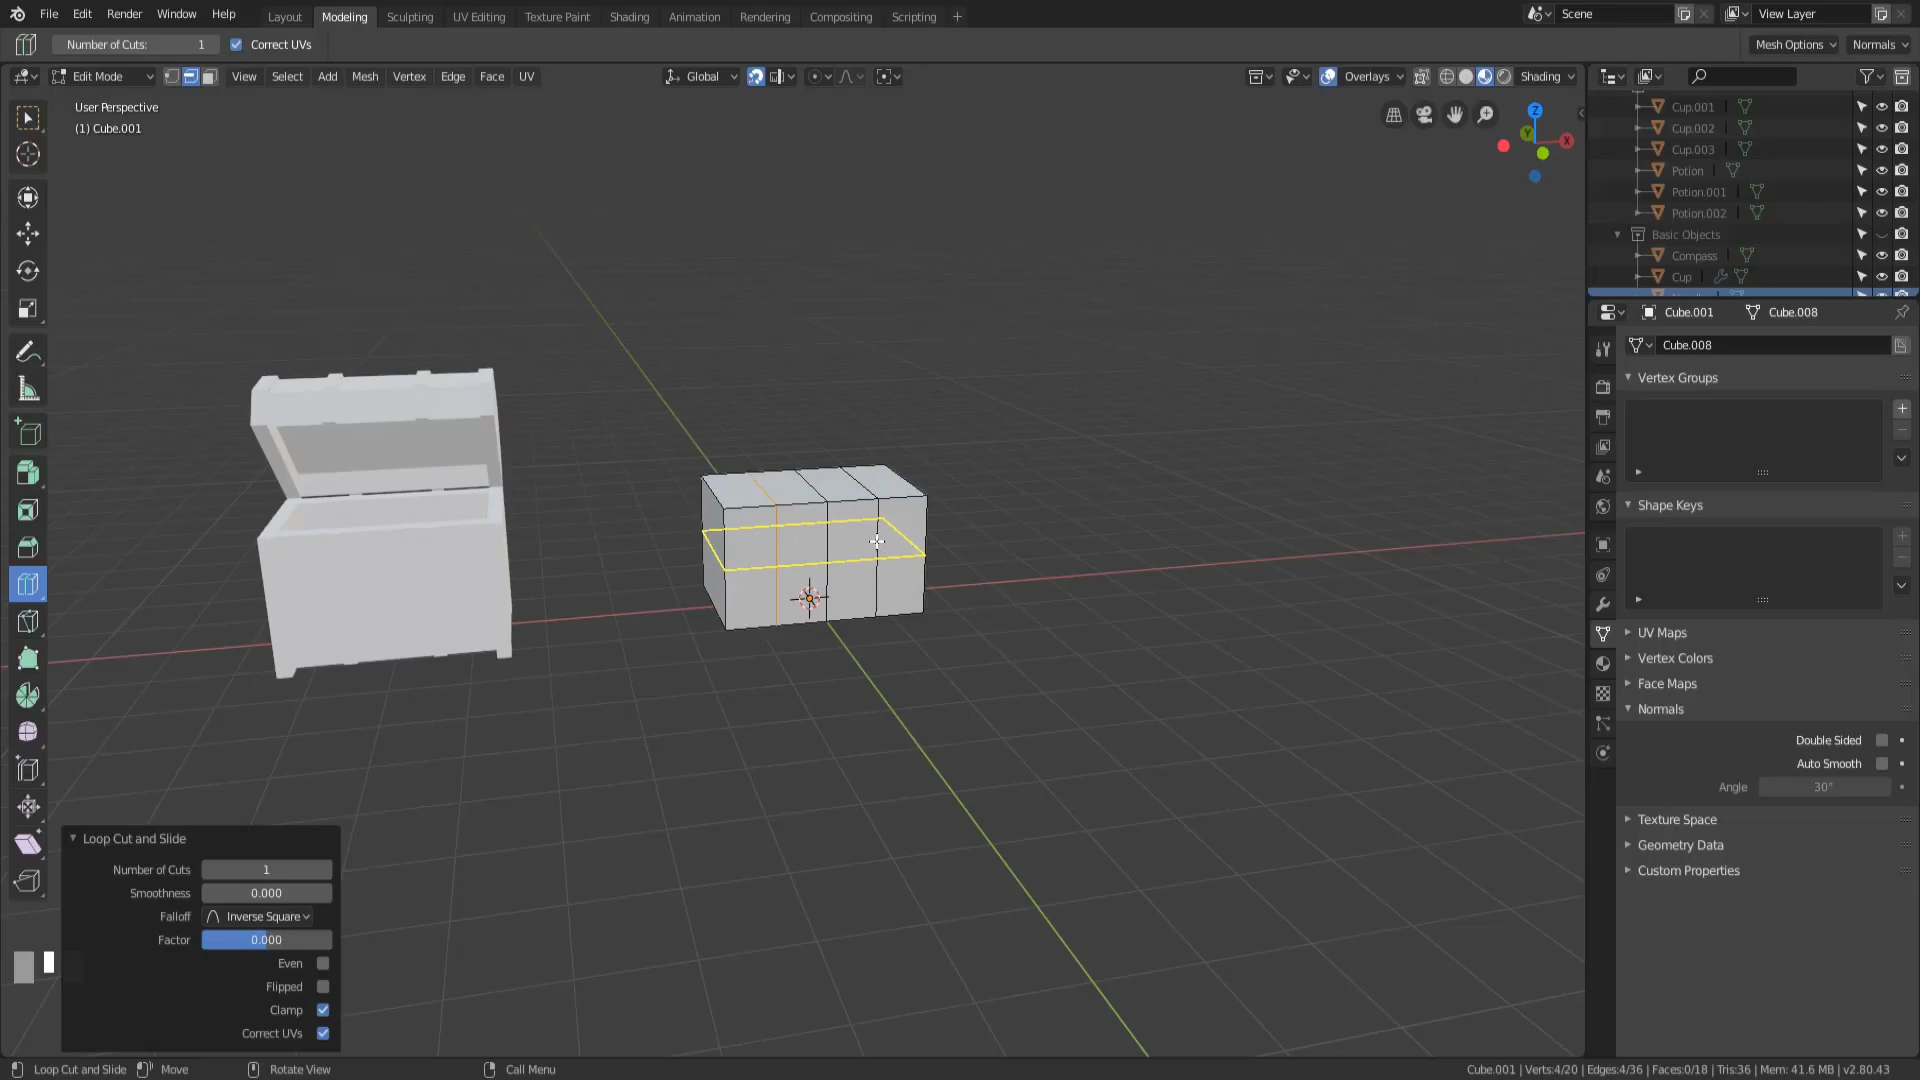 File Edit Render Window Help Layout Modeling Sculpting UV Editing Texture Paint Shading Animation Rendering Compositing Scripting + Scene View Layer
Number of Cuts: 1 Correct UVs Mesh Options Normals
Edit Mode View Select Add Mesh Vertex Edge Face UV Global Overlays Shading
User Perspective
(1) Cube.001
Z
Y
X
Cup.001
Cup.002
Cup.003
Potion
Potion.001
Potion.002
Basic Objects
Compass
Cup
Cube.001 Cube.008
Cube.008
Vertex Groups
Shape Keys
UV Maps
Vertex Colors
Face Maps
Normals
Double Sided
Auto Smooth
Angle 30°
Texture Space
Geometry Data
Custom Properties
Loop Cut and Slide
Number of Cuts 1
Smoothness 0.000
Falloff Inverse Square
Factor 0.000
Even
Flipped
Clamp
Correct UVs
Loop Cut and Slide Move Rotate View Call Menu Cube.001 | Verts:4/20 | Edges:4/36 | Faces:0/18 | Tris:36 | Mem: 41.6 MB | v2.80.43